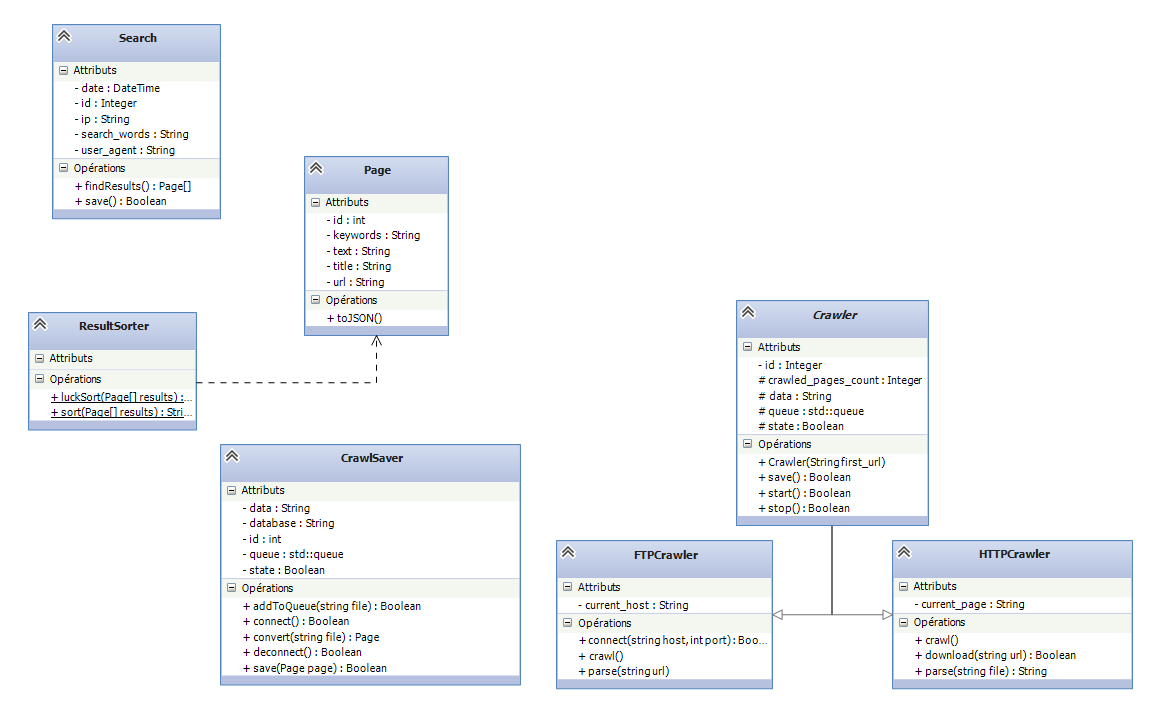 Search
Attributs
- date : DateTime
- id : Integer
- ip : String
- search_words : String
- user_agent : String
Opérations
+ findResults() : Page[]
+ save() : Boolean
Page
Attributs
- id : int
- keywords : String
- text : String
- title : String
- url : String
Opérations
+ toJSON()
ResultSorter
Attributs
Opérations
+ luckSort(Page[] results) :...
+ sort(Page[] results) : Stri...
CrawlSaver
Attributs
- data : String
- database : String
- id : int
- queue : std::queue
- state : Boolean
Opérations
+ addToQueue(string file) : Boolean
+ connect() : Boolean
+ convert(string file) : Page
+ deconnect() : Boolean
+ save(Page page) : Boolean
Crawler
Attributs
- id : Integer
# crawled_pages_count : Integer
# data : String
# queue : std::queue
# state : Boolean
Opérations
+ Crawler(String first_url)
+ save() : Boolean
+ start() : Boolean
+ stop() : Boolean
FTPCrawler
Attributs
- current_host : String
Opérations
+ connect(string host, int port) : Boo...
+ crawl()
+ parse(string url)
HTTPCrawler
Attributs
- current_page : String
Opérations
+ crawl()
+ download(string url) : Boolean
+ parse(string file) : String